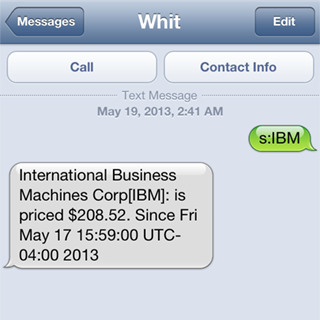 Messages
Whit
Edit
Call
Contact Info
Text Message
May 19, 2013, 2:41 AM
s:IBM
International Business
Machines Corp[IBM]: is
priced $208.52. Since Fri
May 17 15:59:00 UTC-
04:00 2013